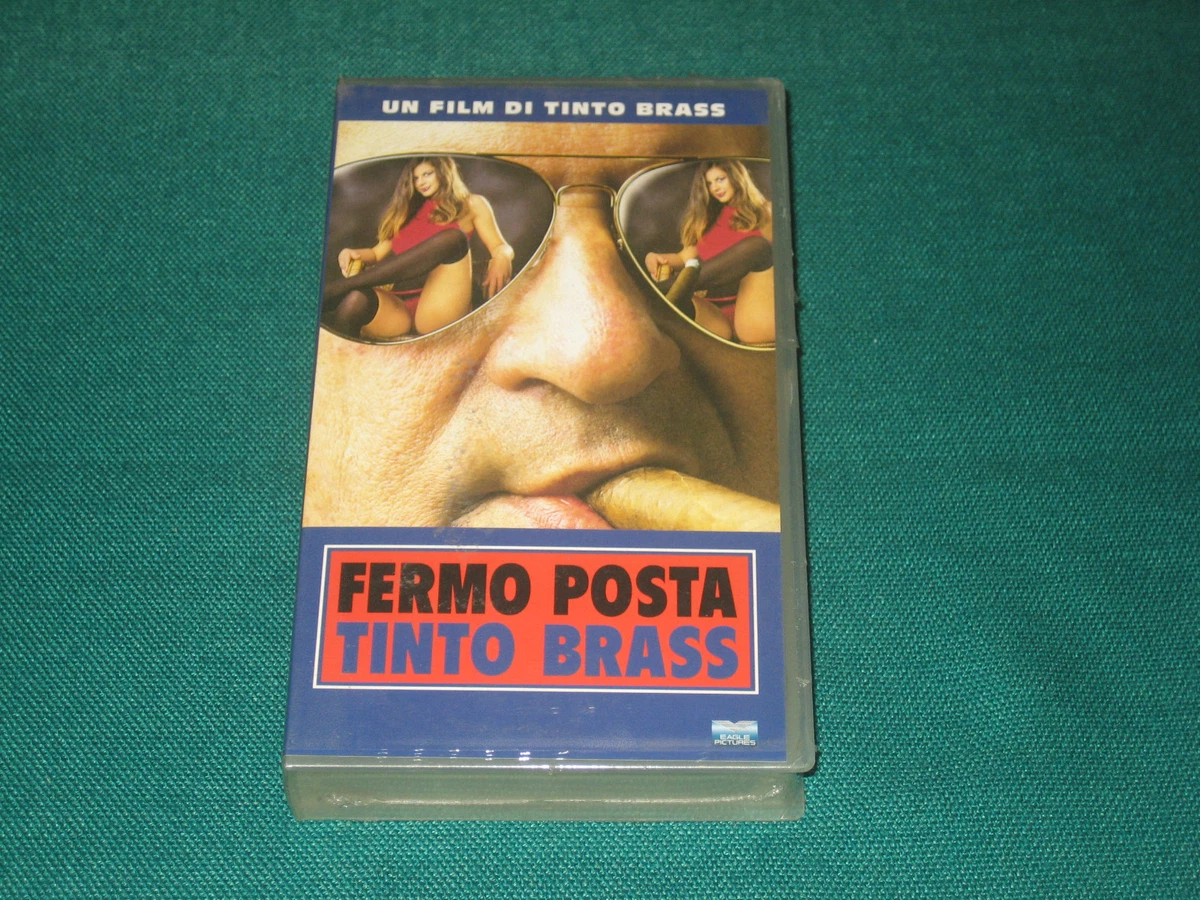 UN FILM DI TINTO BRASS
FERMO POSTA
TINTO BRASS
EAGLE
PICTURES